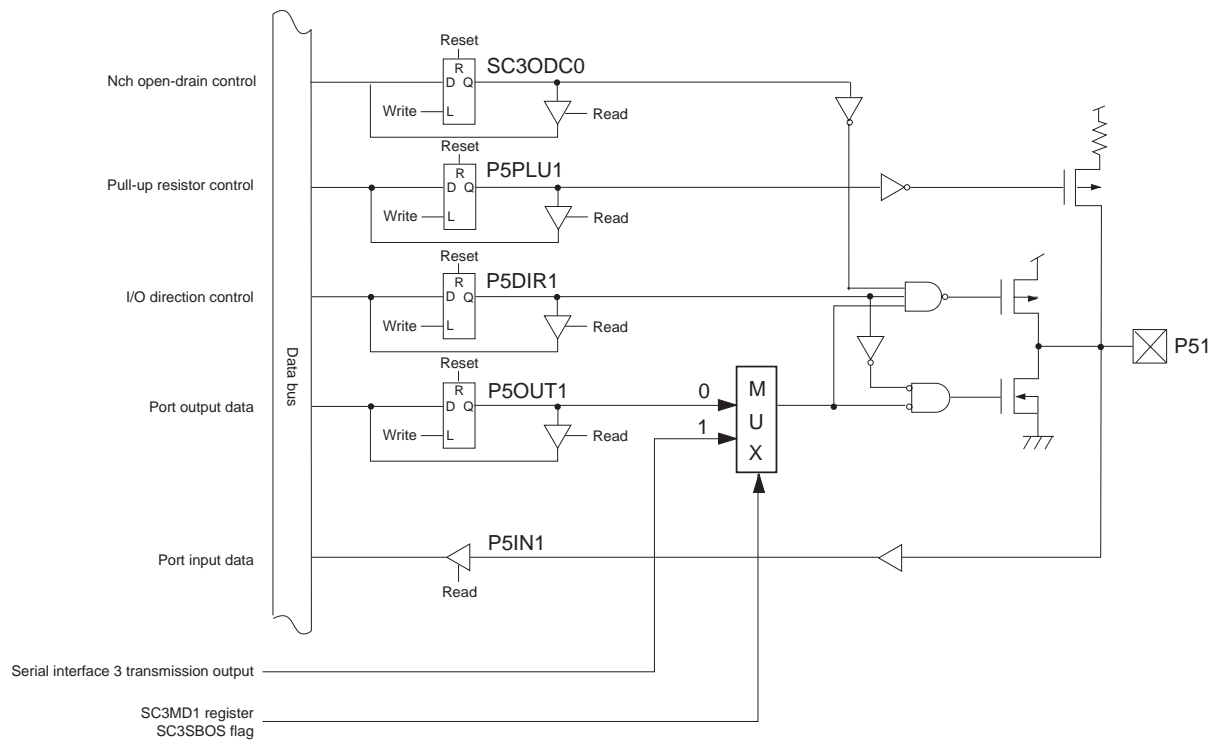 Reset
Nch open-drain control
R
D Q
L
SC3ODC0
Write
Read
Reset
Pull-up resistor control
R
D Q
L
P5PLU1
Write
Read
Reset
I/O direction control
R
D Q
L
P5DIR1
Write
Read
P51
Data bus
Reset
Port output data
R
D Q
L
P5OUT1
Write
Read
0
1
M
U
X
Port input data
P5IN1
Read
Serial interface 3 transmission output
SC3MD1 register
SC3SBOS flag